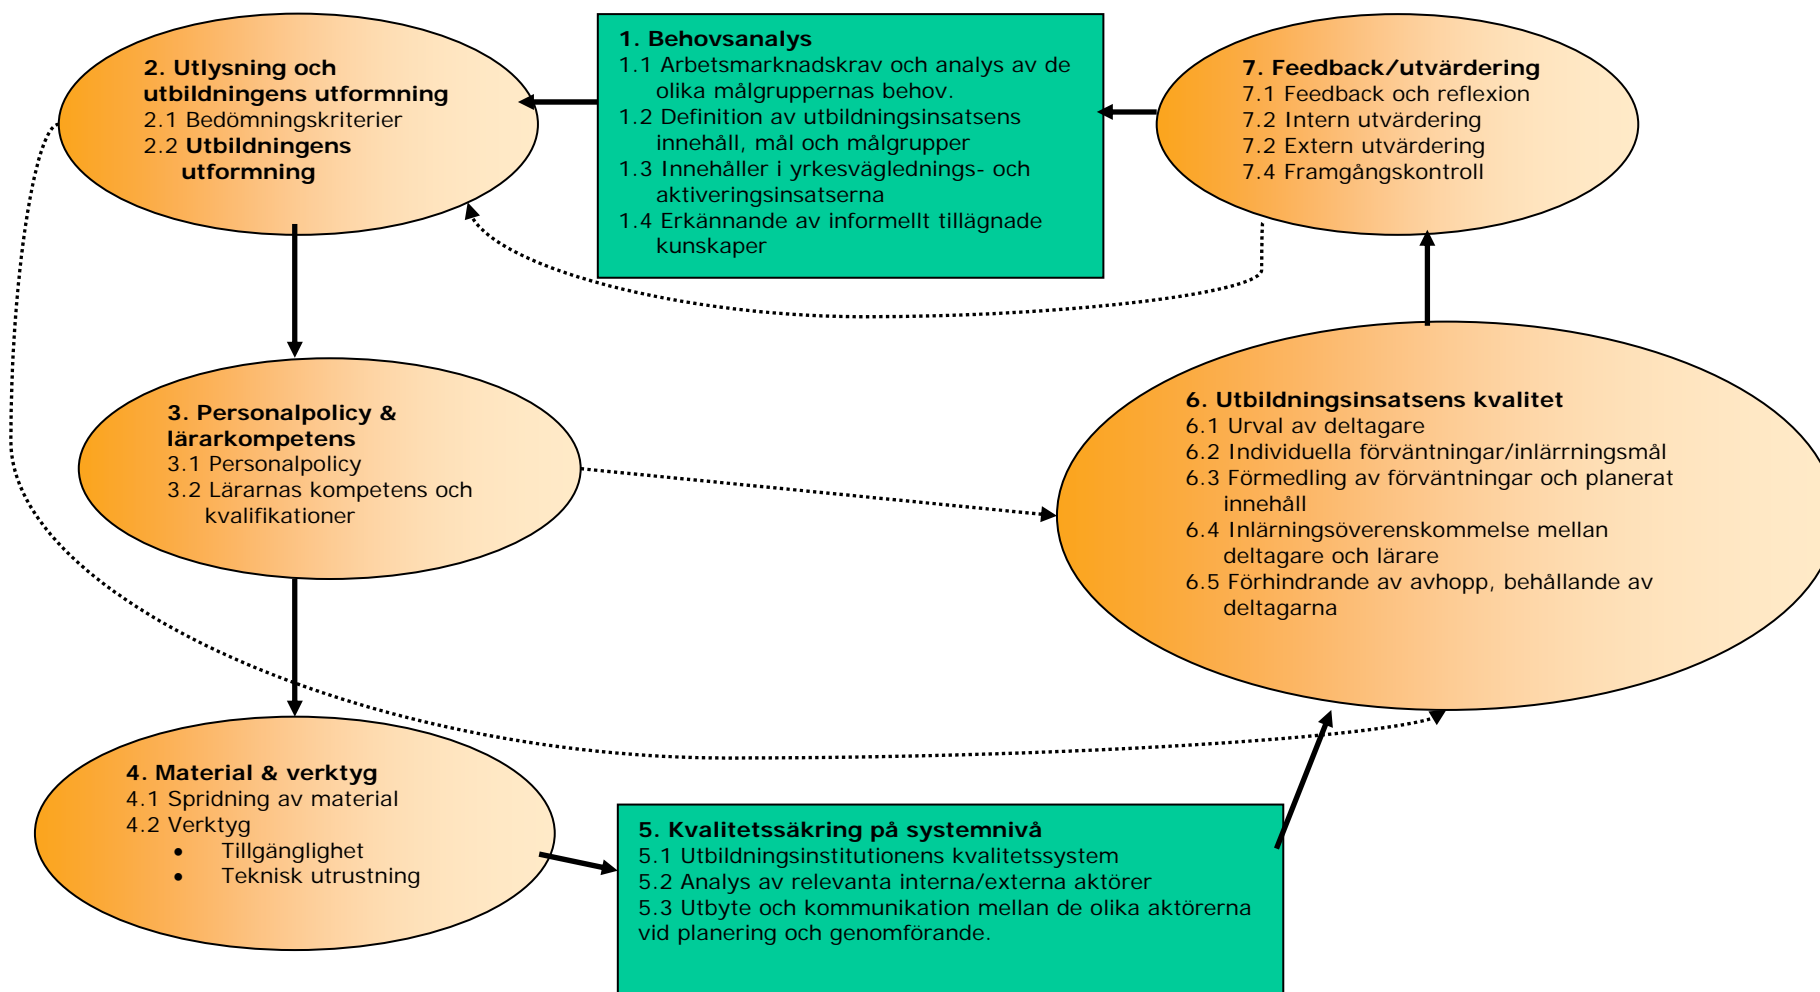 1. Behovsanalys
1.1 Arbetsmarknadskrav och analys av de
olika målgruppernas behov.
1.2 Definition av utbildningsinsatsens
innehåll, mål och målgrupper
1.3 Innehåller i yrkesväglednings- och
aktiveringsinsatserna
1.4 Erkännande av informellt tillägnade
kunskaper
2. Utlysning och
utbildningens utformning
2.1 Bedömningskriterier
2.2 Utbildningens
utformning
3. Personalpolicy &
lärarkompetens
3.1 Personalpolicy
3.2 Lärarnas kompetens och
kvalifikationer
4. Material & verktyg
4.1 Spridning av material
4.2 Verktyg
• Tillgänglighet
• Teknisk utrustning
5. Kvalitetssäkring på systemnivå
5.1 Utbildningsinstitutionens kvalitetssystem
5.2 Analys av relevanta interna/externa aktörer
5.3 Utbyte och kommunikation mellan de olika aktörerna
vid planering och genomförande.
6. Utbildningsinsatsens kvalitet
6.1 Urval av deltagare
6.2 Individuella förväntningar/inlärrningsmål
6.3 Förmedling av förväntningar och planerat
innehåll
6.4 Inlärningsöverenskommelse mellan
deltagare och lärare
6.5 Förhindrande av avhopp, behållande av
deltagarna
7. Feedback/utvärdering
7.1 Feedback och reflexion
7.2 Intern utvärdering
7.2 Extern utvärdering
7.4 Framgångskontroll